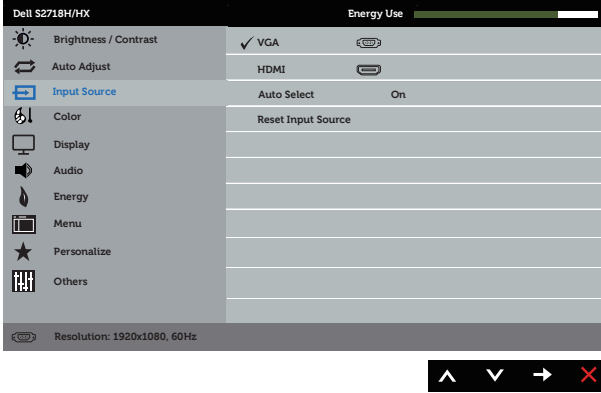 Dell S2718H/HX Energy Use
Brightness / Contrast
Auto Adjust
Input Source
Color
Display
Audio
Energy
Menu
Personalize
Others
VGA
HDMI
Auto Select On
Reset Input Source
Resolution: 1920x1080, 60Hz